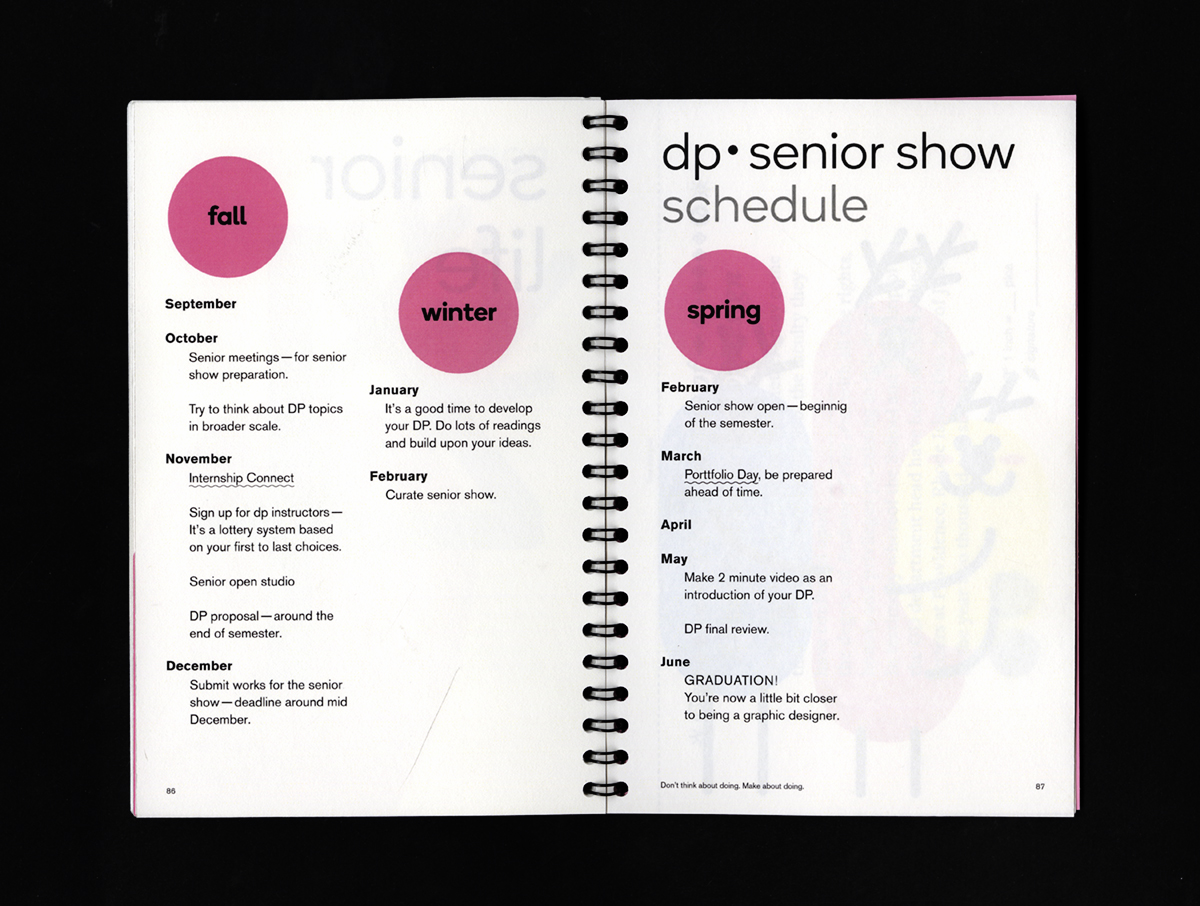 fall
September
October
Senior meetings — for senior
show preparation.
Try to think about DP topics
in broader scale.
November
Internship Connect
Sign up for dp instructors —
It's a lottery system based
on your first to last choices.
Senior open studio
DP proposal — around the
end of semester.
December
Submit works for the senior
show — deadline around mid
December.
86
winter
January
It's a good time to develop
your DP. Do lots of readings
and build upon your ideas.
February
Curate senior show.
dp • senior show
schedule
spring
February
Senior show open — beginnig
of the semester.
March
Porttfolio Day, be prepared
ahead of time.
April
May
Make 2 minute video as an
introduction of your DP.
DP final review.
June
GRADUATION!
You're now a little bit closer
to being a graphic designer.
Don't think about doing. Make about doing.
87
senior
life